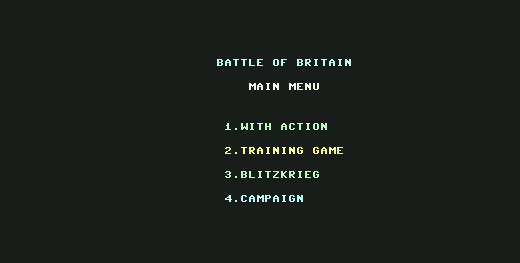 BATTLE OF BRITAIN
MAIN MENU
1.WITH ACTION
2.TRAINING GAME
3.BLITZKRIEG
4.CAMPAIGN